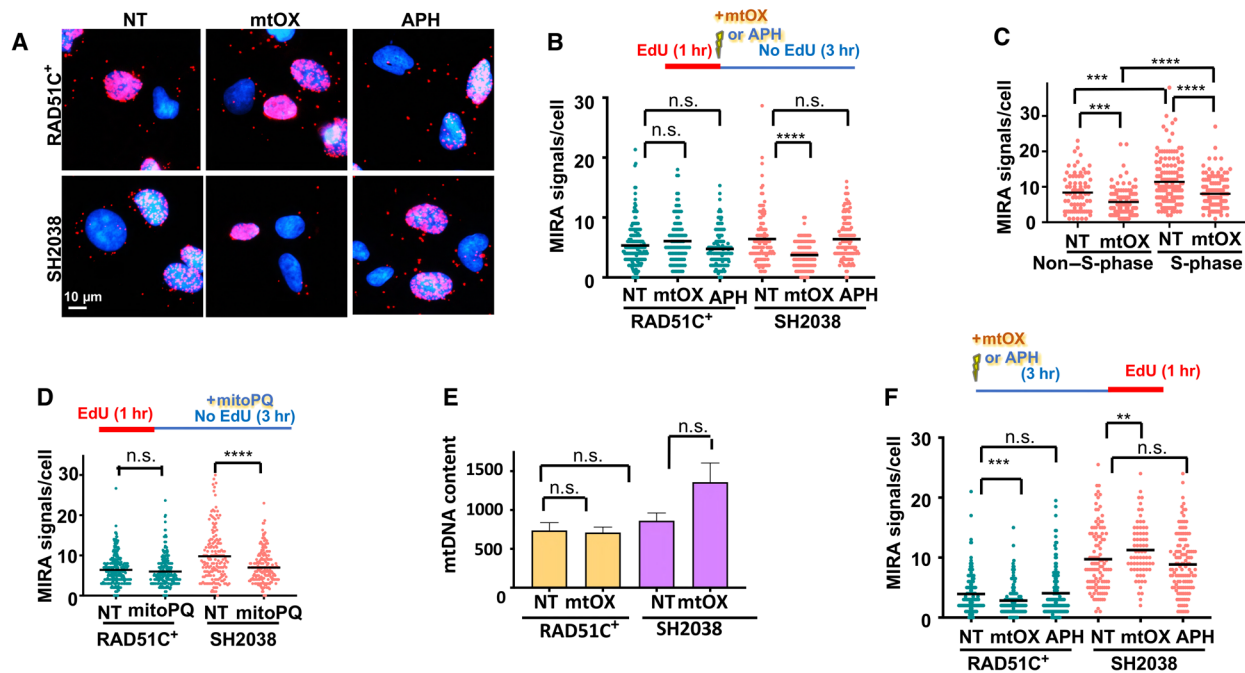 A
NT
mtOX
APH
RAD51C+
SH2038
10 µm
B
+mtOX
or APH
EdU (1 hr)
No EdU (3 hr)
MIRA signals/cell
30
20
10
0
n.s.
n.s.
n.s.
****
NT mtOX APH
NT mtOX APH
RAD51C+
SH2038
C
MIRA signals/cell
40
30
20
10
0
****
***
***
****
NT mtOX
NT mtOX
Non–S-phase
S-phase
D
+mitoPQ
EdU (1 hr)
No EdU (3 hr)
MIRA signals/cell
30
20
10
0
n.s.
****
NT mitoPQ
NT mitoPQ
RAD51C+
SH2038
E
mtDNA content
1500
1000
500
0
n.s.
n.s.
n.s.
NT mtOX
NT mtOX
RAD51C+
SH2038
F
+mtOX
or APH
(3 hr)
EdU (1 hr)
MIRA signals/cell
30
20
10
0
n.s.
***
**
n.s.
NT mtOX APH
NT mtOX APH
RAD51C+
SH2038